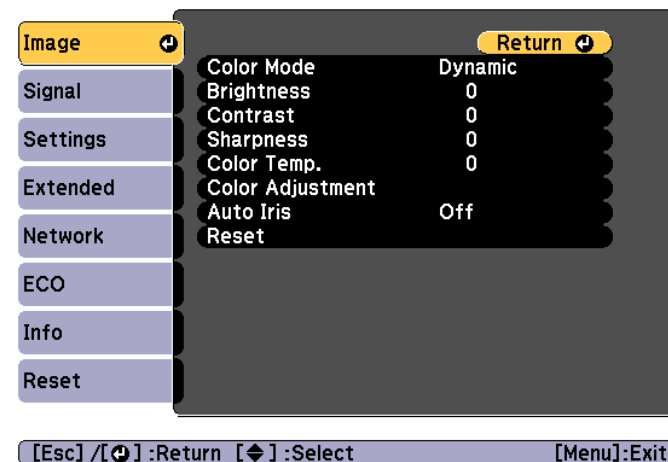 Image
Signal
Settings
Extended
Network
ECO
Info
Reset
Return
Color Mode Dynamic
Brightness 0
Contrast 0
Sharpness 0
Color Temp. 0
Color Adjustment
Auto Iris Off
Reset
[Esc] /[⏎] :Return [◆] :Select [Menu]:Exit